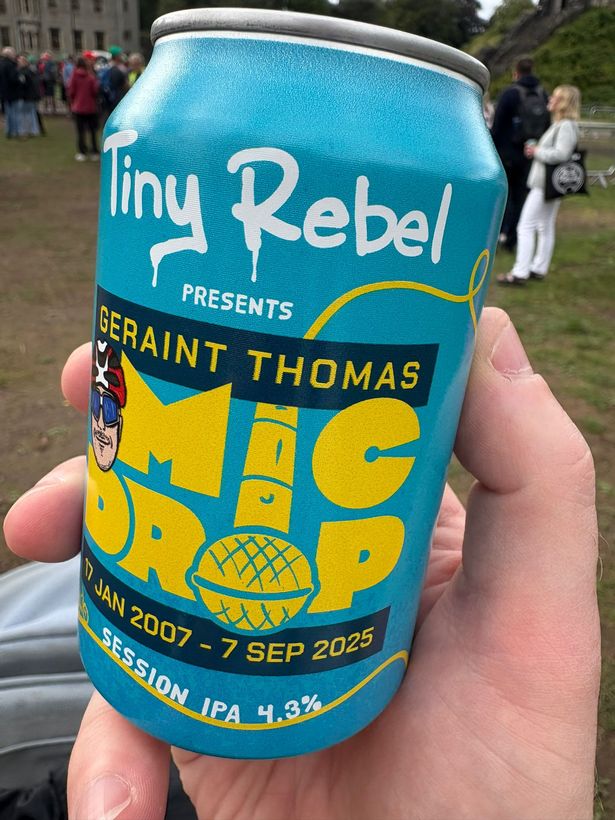 Tiny Rebel
PRESENTS
GERAINT THOMAS
MIC
DROP
17 JAN 2007 - 7 SEP 2025
SESSION IPA 4.3%